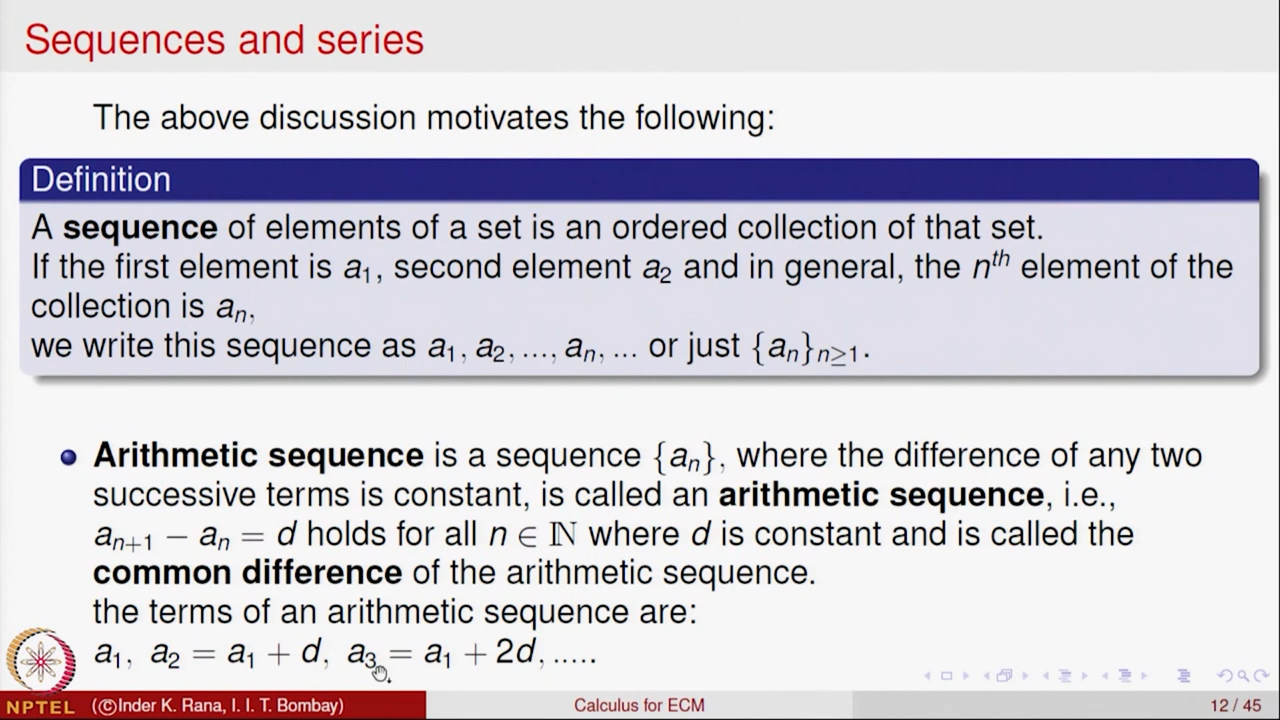 Sequences and series
The above discussion motivates the following:
Definition
A sequence of elements of a set is an ordered collection of that set.
If the first element is a₁, second element a₂ and in general, the nᵗʰ element of the
collection is aₙ,
we write this sequence as a₁, a₂, ..., aₙ, ... or just {aₙ}ₙ≥₁.
Arithmetic sequence is a sequence {aₙ}, where the difference of any two
successive terms is constant, is called an arithmetic sequence, i.e.,
aₙ₊₁ − aₙ = d holds for all n ∈ ℕ where d is constant and is called the
common difference of the arithmetic sequence.
the terms of an arithmetic sequence are:
a₁, a₂ = a₁ + d, a₃ = a₁ + 2d, .....
NPTEL (©Inder K. Rana, I. I. T. Bombay) Calculus for ECM 12 / 45